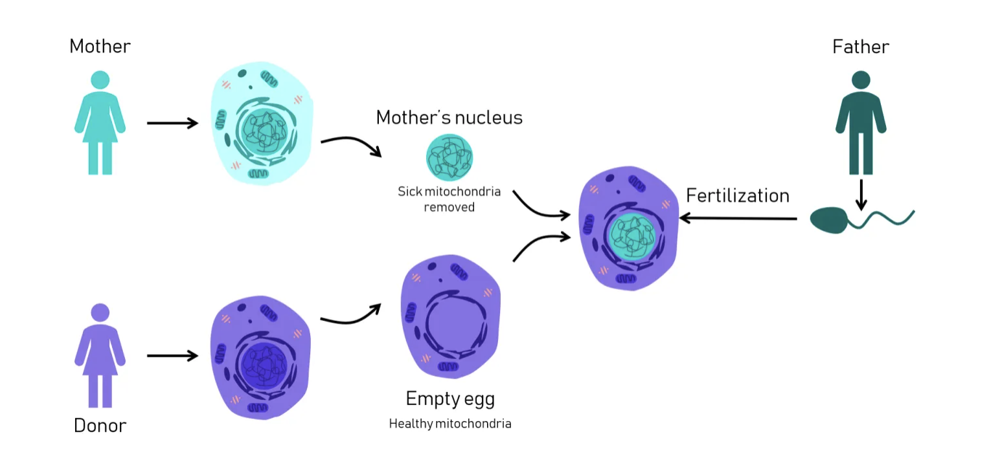 Mother
Father
Mother's nucleus
Sick mitochondria
removed
Fertilization
Empty egg
Healthy mitochondria
Donor